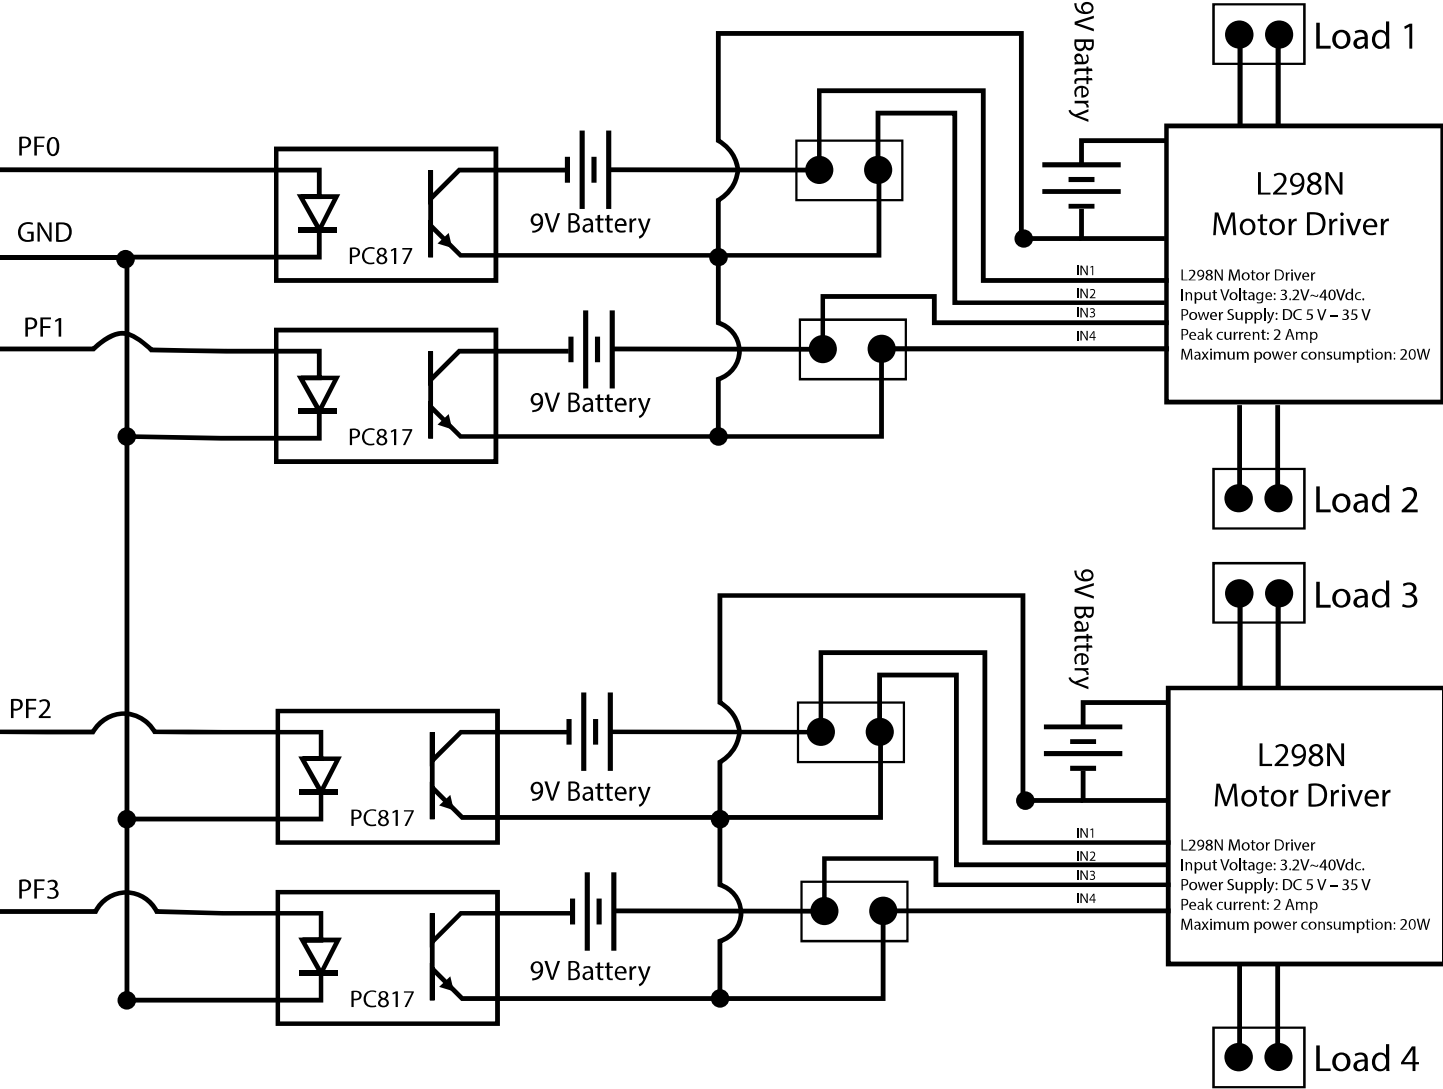 9V Battery
Load 1
PF0
GND
PC817
9V Battery
L298N
Motor Driver
L298N Motor Driver
Input Voltage: 3.2V~40Vdc.
Power Supply: DC 5 V – 35 V
Peak current: 2 Amp
Maximum power consumption: 20W
IN1
IN2
IN3
IN4
PF1
PC817
9V Battery
Load 2
9V Battery
Load 3
PF2
PC817
9V Battery
L298N
Motor Driver
L298N Motor Driver
Input Voltage: 3.2V~40Vdc.
Power Supply: DC 5 V – 35 V
Peak current: 2 Amp
Maximum power consumption: 20W
IN1
IN2
IN3
IN4
PF3
PC817
9V Battery
Load 4